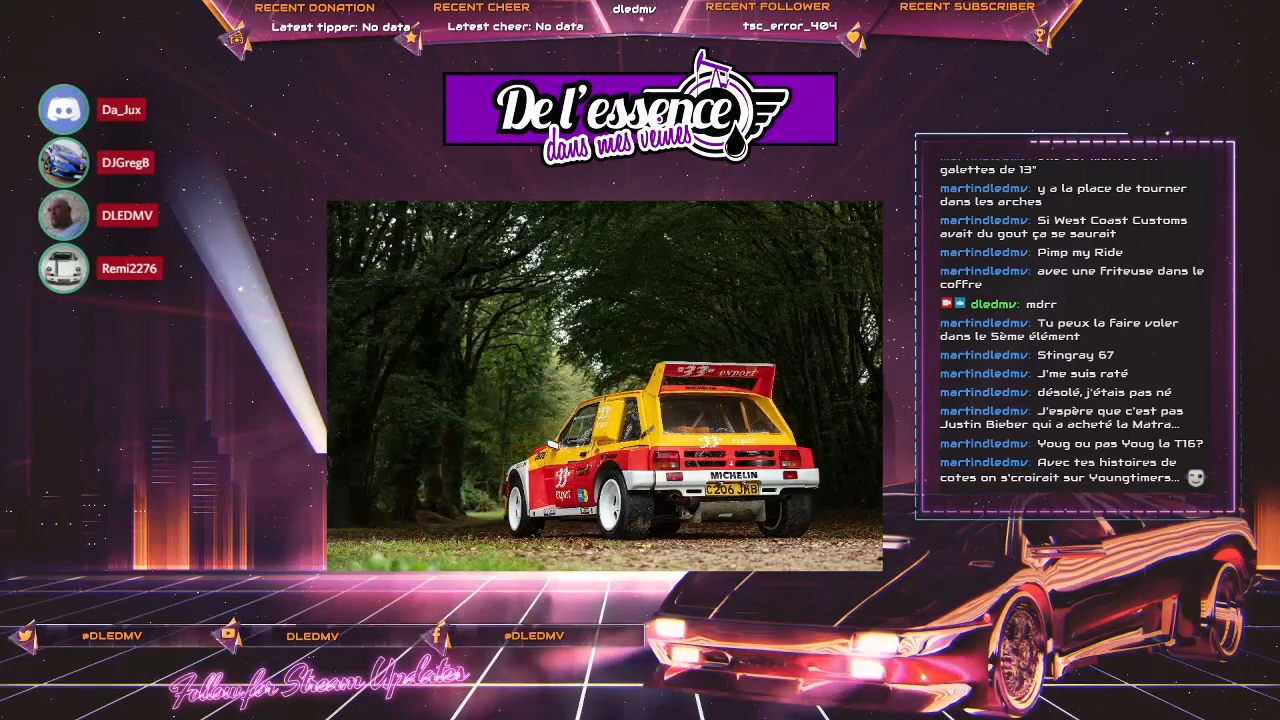 RECENT DONATION
Latest tipper: No data
RECENT CHEER
Latest cheer: No data
dledmv
RECENT FOLLOWER
tsc_error_404
RECENT SUBSCRIBER
De l'essence
dans mes veines
Da_Jux
DJGregB
DLEDMV
Remi2276
galettes de 13"
martindledmv: y a la place de tourner
dans les arches
martindledmv: Si West Coast Customs
avait du gout ça se saurait
martindledmv: Pimp my Ride
martindledmv: avec une friteuse dans le
coffre
dledmv: mdrr
martindledmv: Tu peux la faire voler
dans le 5ème élément
martindledmv: Stingray 67
martindledmv: J'me suis raté
martindledmv: désolé, j'étais pas né
martindledmv: J'espère que c'est pas
Justin Bieber qui a acheté la Matra...
martindledmv: Youg ou pas Youg la T16?
martindledmv: Avec tes histoires de
cotes on s'croirait sur Youngtimers...
33 export
33
export
33 export
MICHELIN
C206 JKB
@DLEDMV
DLEDMV
@DLEDMV
Follow for Stream Updates